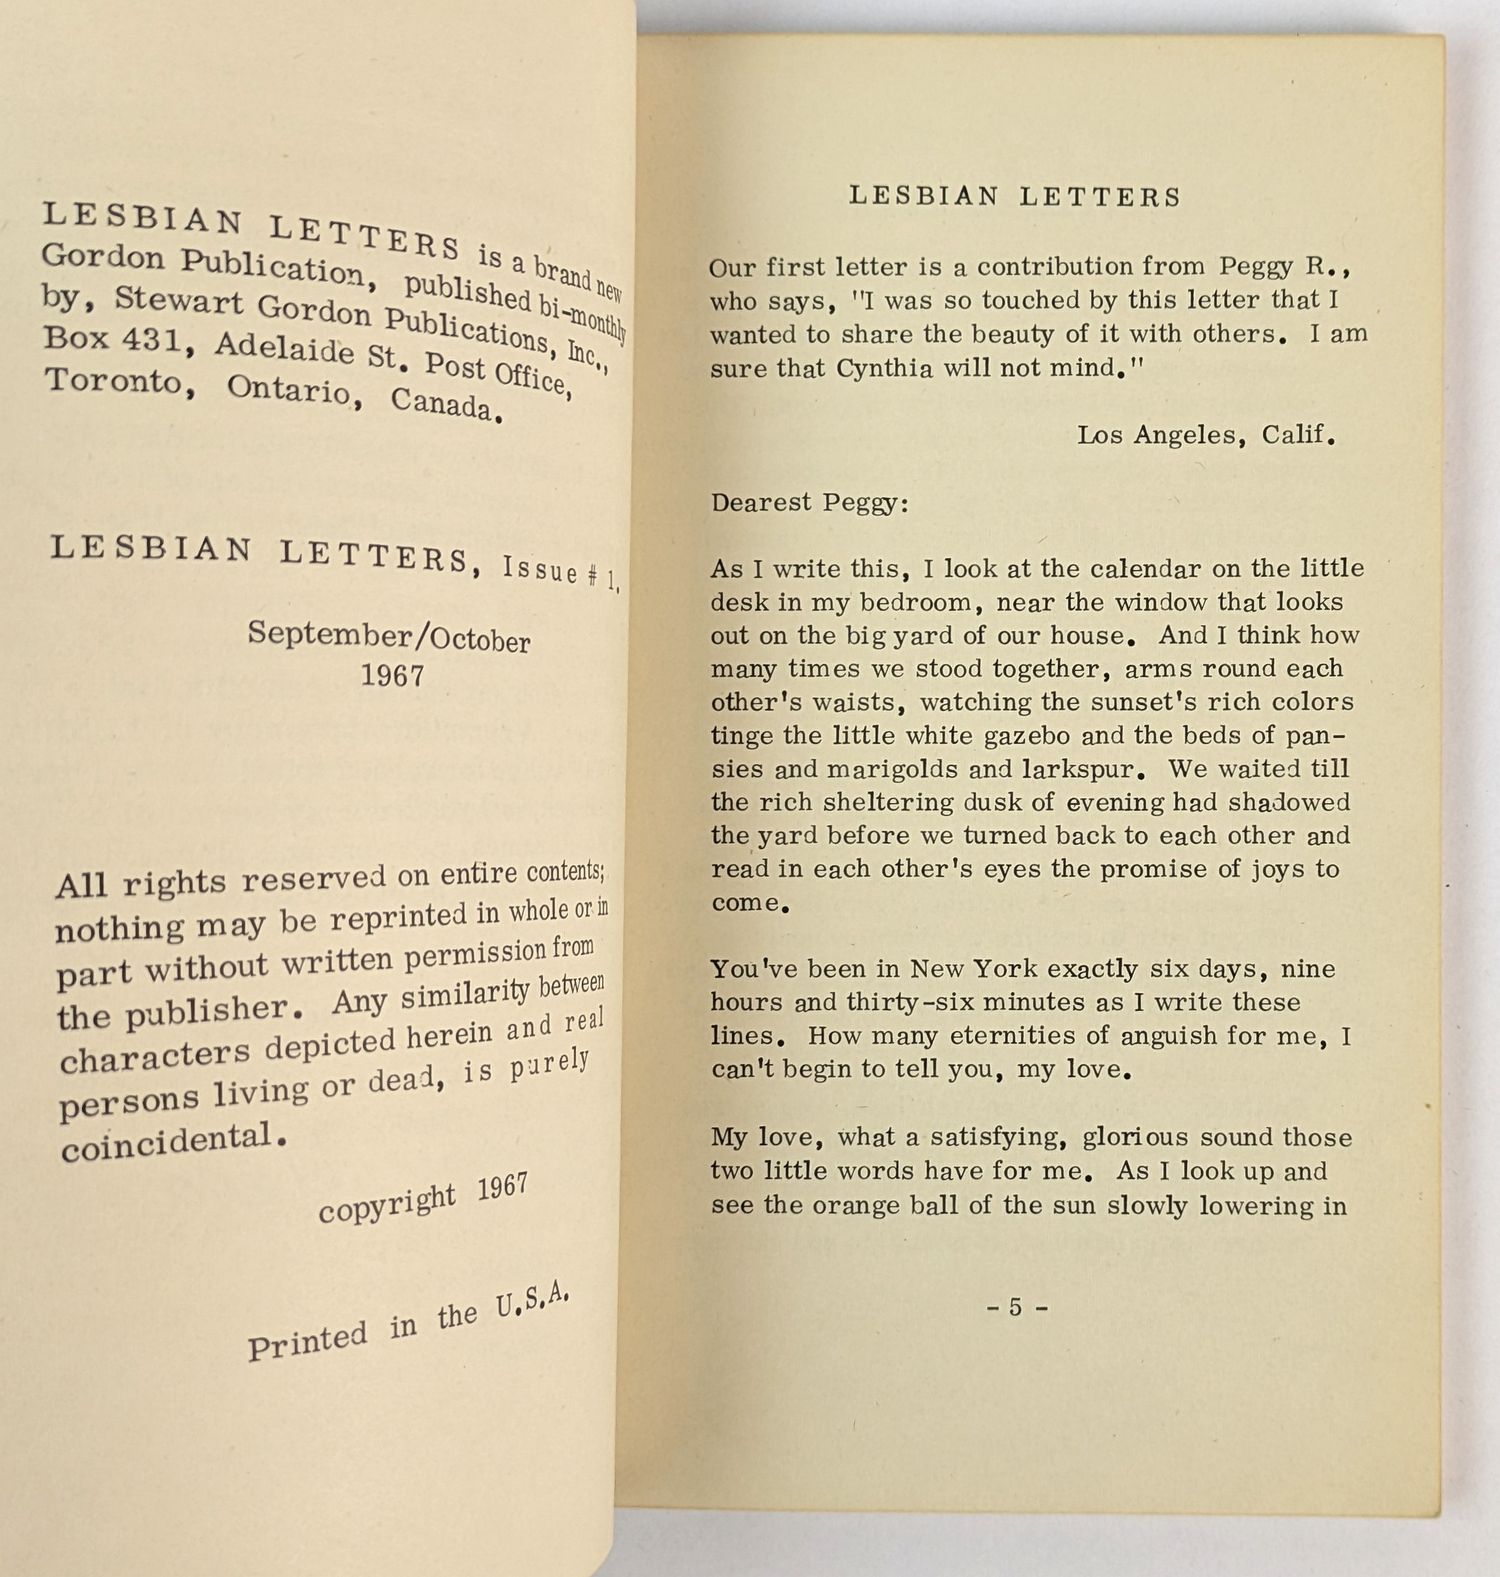 LESBIAN LETTERS is a brand new
Gordon Publication, published bi-monthly
by, Stewart Gordon Publications, Inc.,
Box 431, Adelaide St. Post Office,
Toronto, Ontario, Canada.
LESBIAN LETTERS, Issue # 1.
September/October
1967
All rights reserved on entire contents;
nothing may be reprinted in whole or in
part without written permission from
the publisher. Any similarity between
characters depicted herein and real
persons living or dead, is purely
coincidental.
copyright 1967
Printed in the U.S.A.
LESBIAN LETTERS
Our first letter is a contribution from Peggy R.,
who says, "I was so touched by this letter that I
wanted to share the beauty of it with others. I am
sure that Cynthia will not mind."
Los Angeles, Calif.
Dearest Peggy:
As I write this, I look at the calendar on the little
desk in my bedroom, near the window that looks
out on the big yard of our house. And I think how
many times we stood together, arms round each
other's waists, watching the sunset's rich colors
tinge the little white gazebo and the beds of pan-
sies and marigolds and larkspur. We waited till
the rich sheltering dusk of evening had shadowed
the yard before we turned back to each other and
read in each other's eyes the promise of joys to
come.
You've been in New York exactly six days, nine
hours and thirty-six minutes as I write these
lines. How many eternities of anguish for me, I
can't begin to tell you, my love.
My love, what a satisfying, glorious sound those
two little words have for me. As I look up and
see the orange ball of the sun slowly lowering in
- 5 -